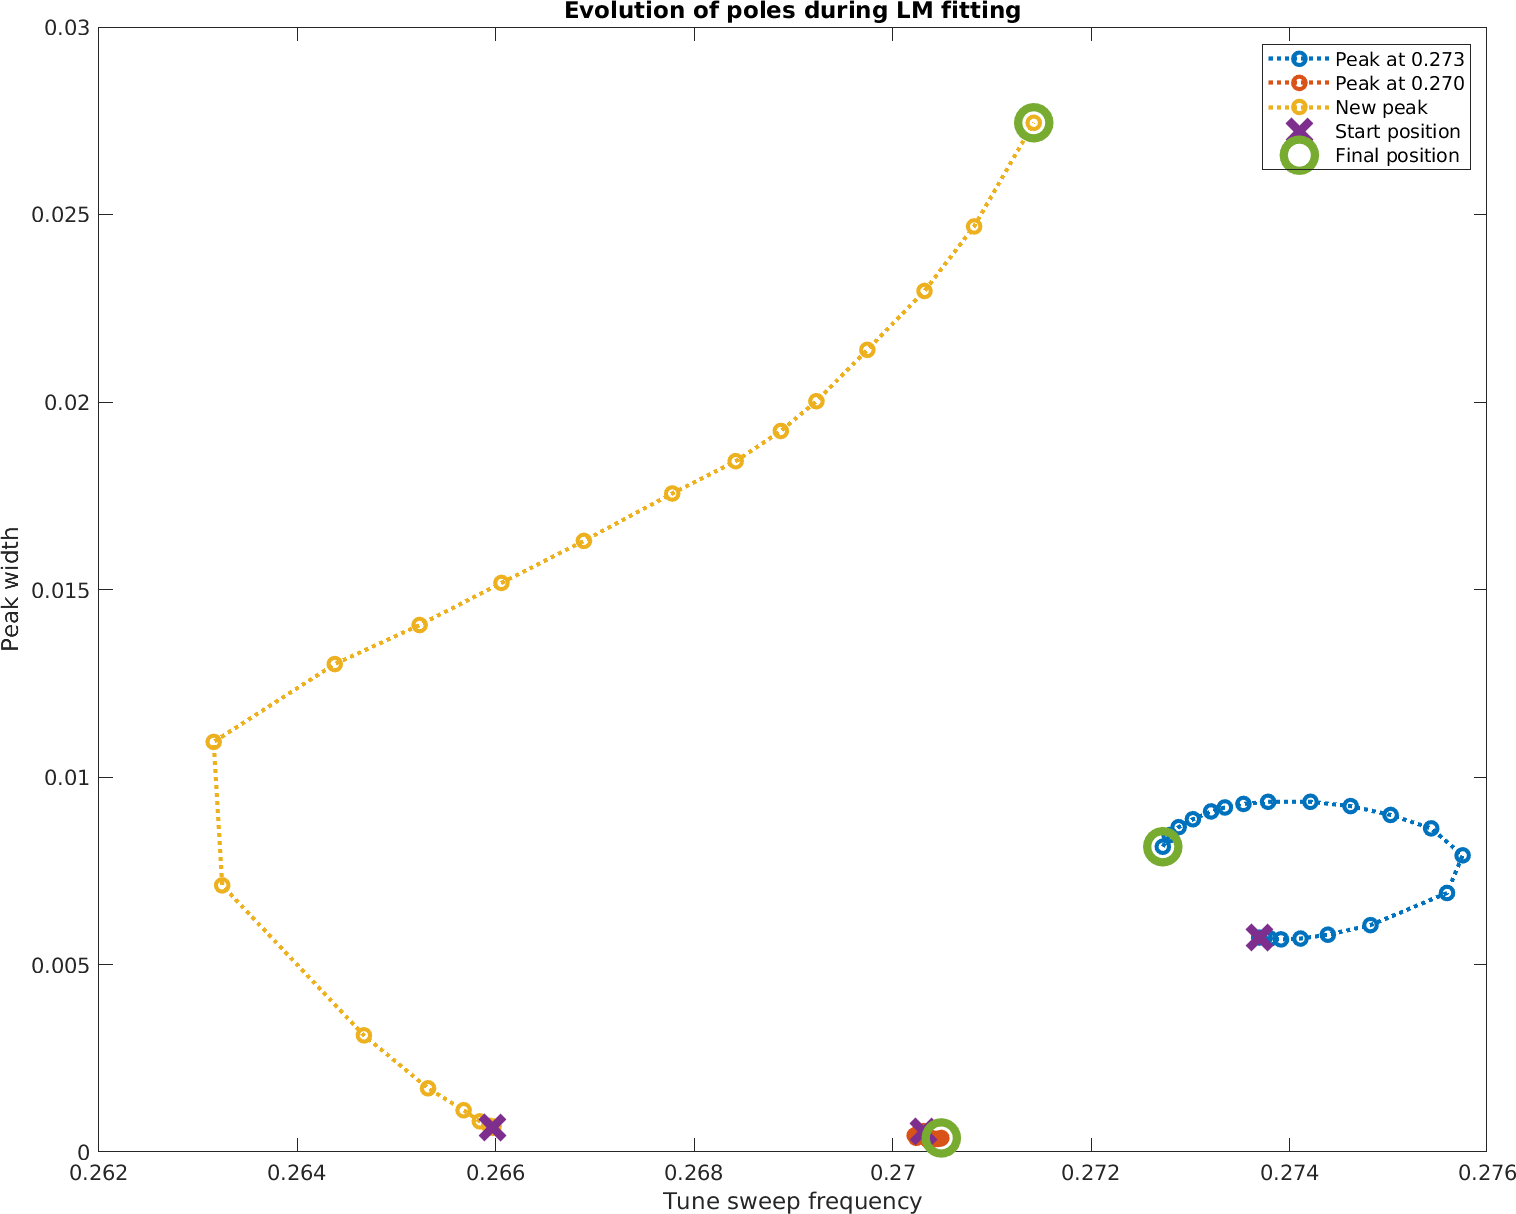 Evolution of poles during LM fitting
0.03
0.025
0.02
0.015
0.01
0.005
0
Peak width
Peak at 0.273
Peak at 0.270
New peak
Start position
Final position
0.262 0.264 0.266 0.268 0.27 0.272 0.274 0.276
Tune sweep frequency